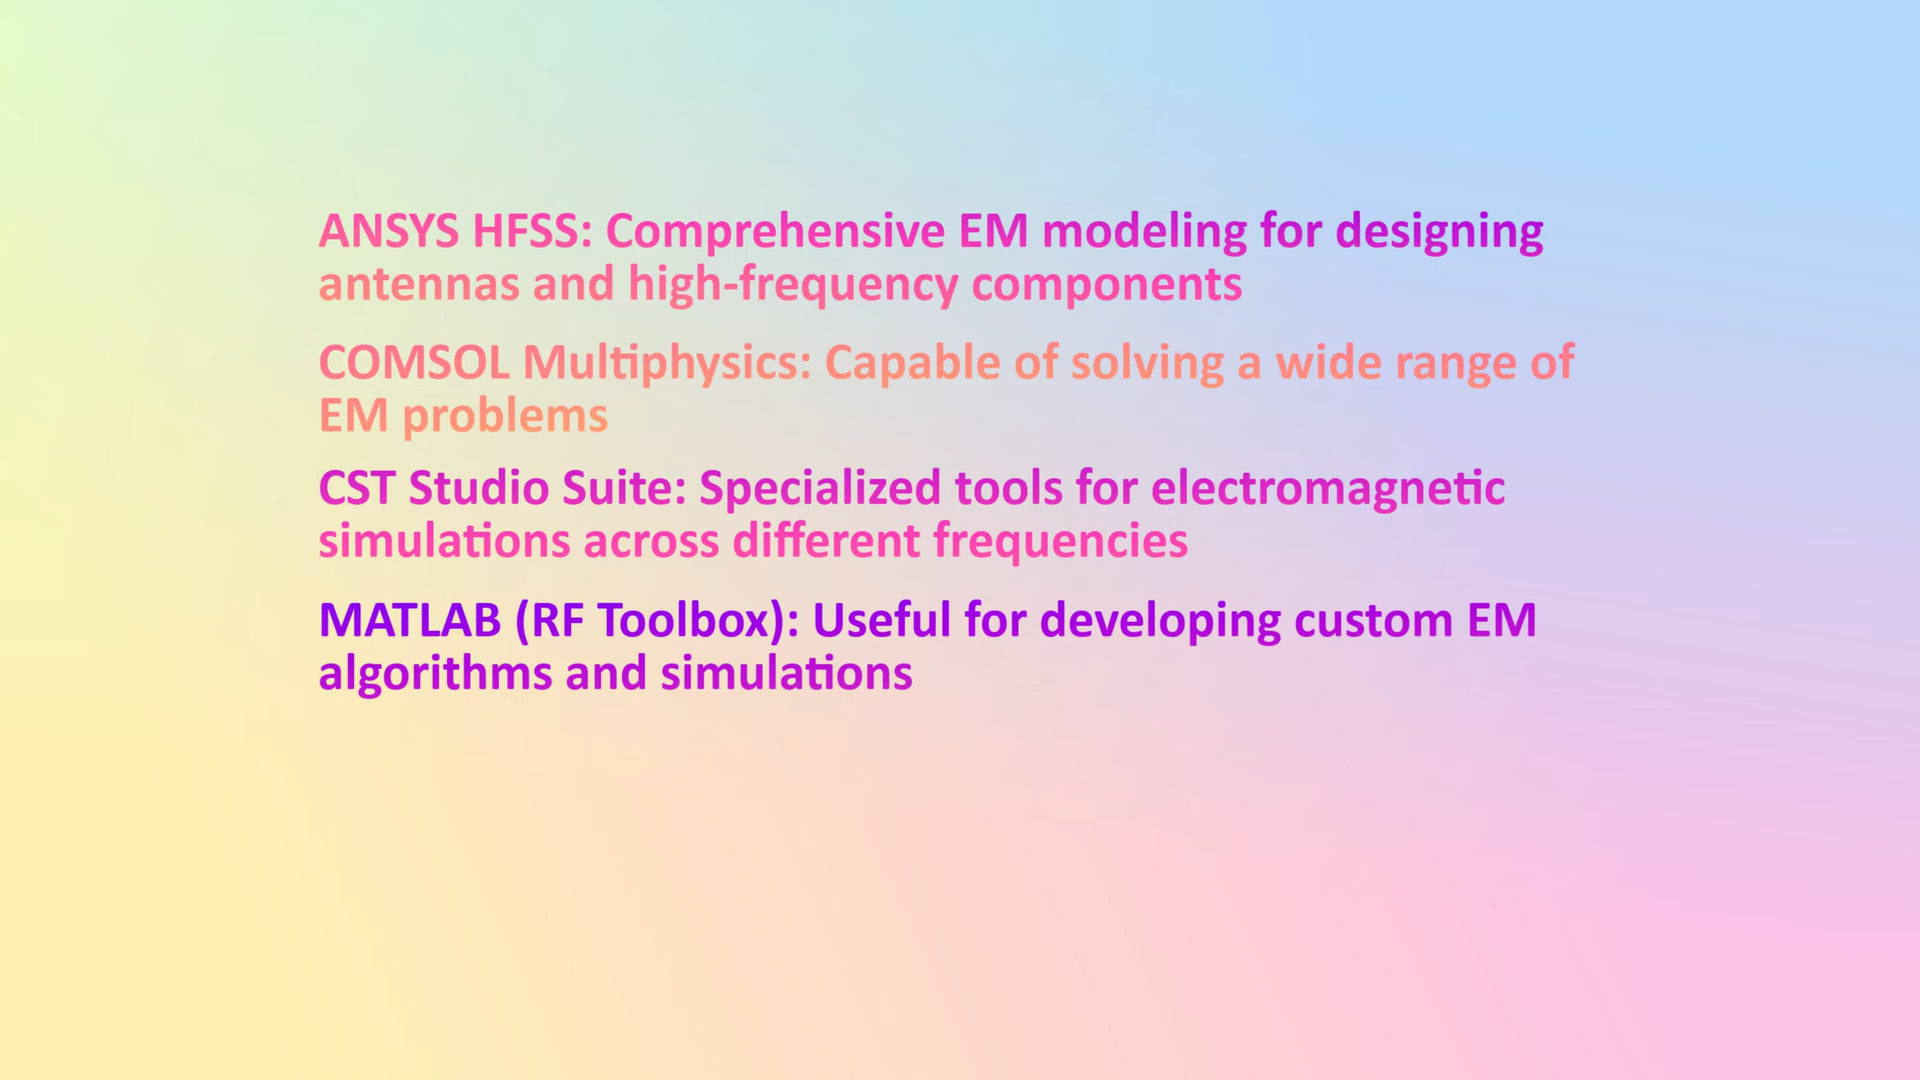 ANSYS HFSS: Comprehensive EM modeling for designing
antennas and high-frequency components
COMSOL Multiphysics: Capable of solving a wide range of
EM problems
CST Studio Suite: Specialized tools for electromagnetic
simulations across different frequencies
MATLAB (RF Toolbox): Useful for developing custom EM
algorithms and simulations